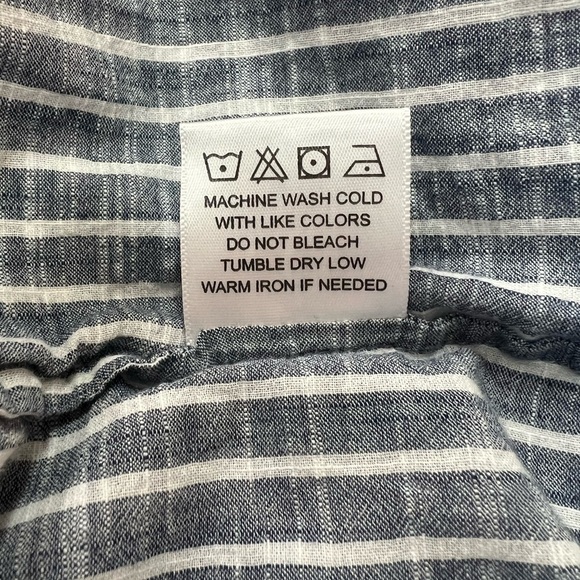 MACHINE WASH COLD
WITH LIKE COLORS
DO NOT BLEACH
TUMBLE DRY LOW
WARM IRON IF NEEDED